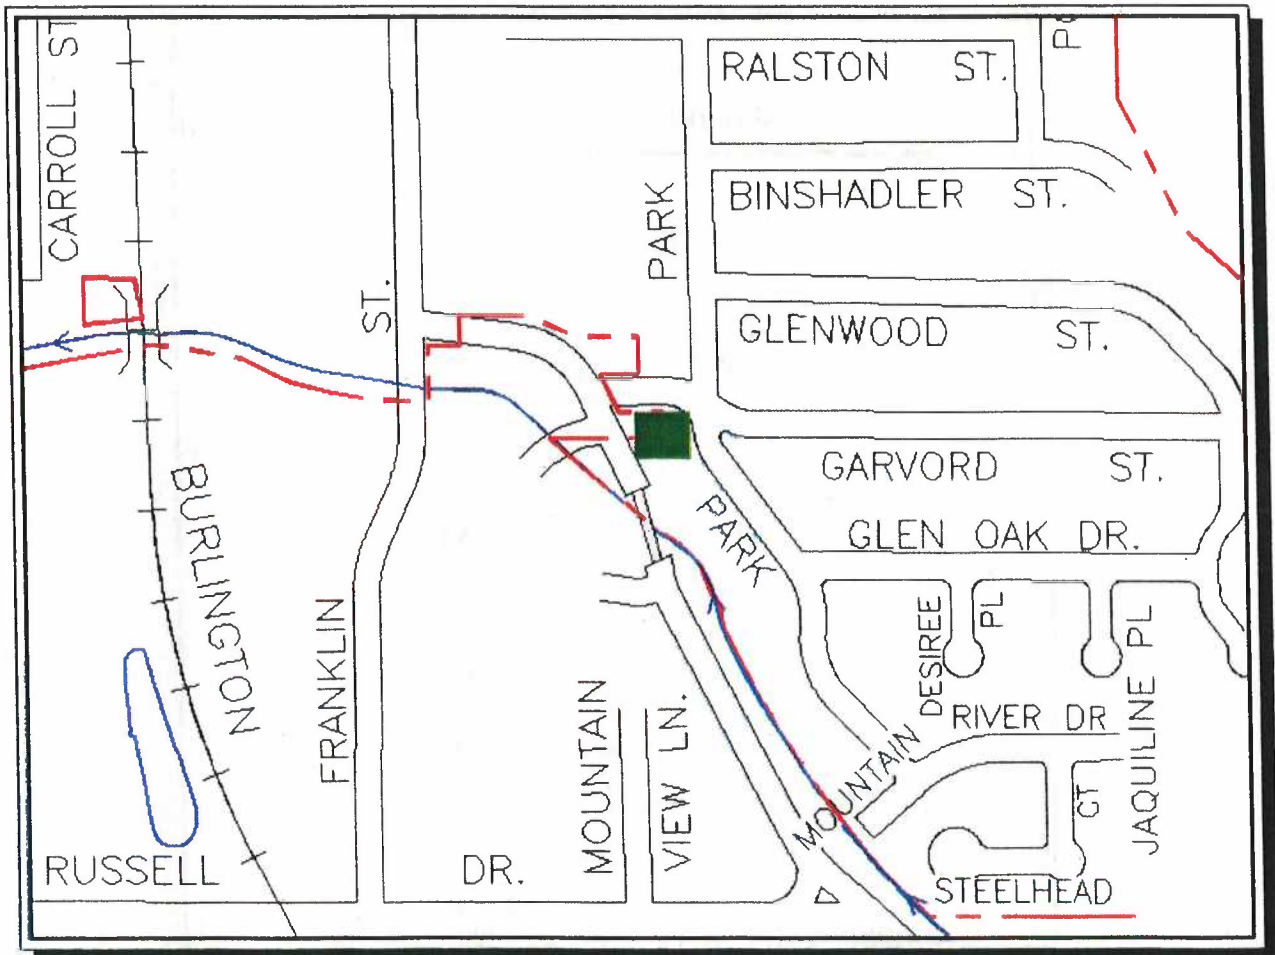 CARROLL ST
RALSTON ST.
BINSHADLER ST.
PARK
ST.
GLENWOOD ST.
GARVORD ST.
GLEN OAK DR.
PARK
BURLINGTON
FRANKLIN
DESIREE PL
JAQUILINE PL
RIVER DR
MOUNTAIN
MOUNTAIN
VIEW LN.
CT
RUSSELL DR.
STEELHEAD